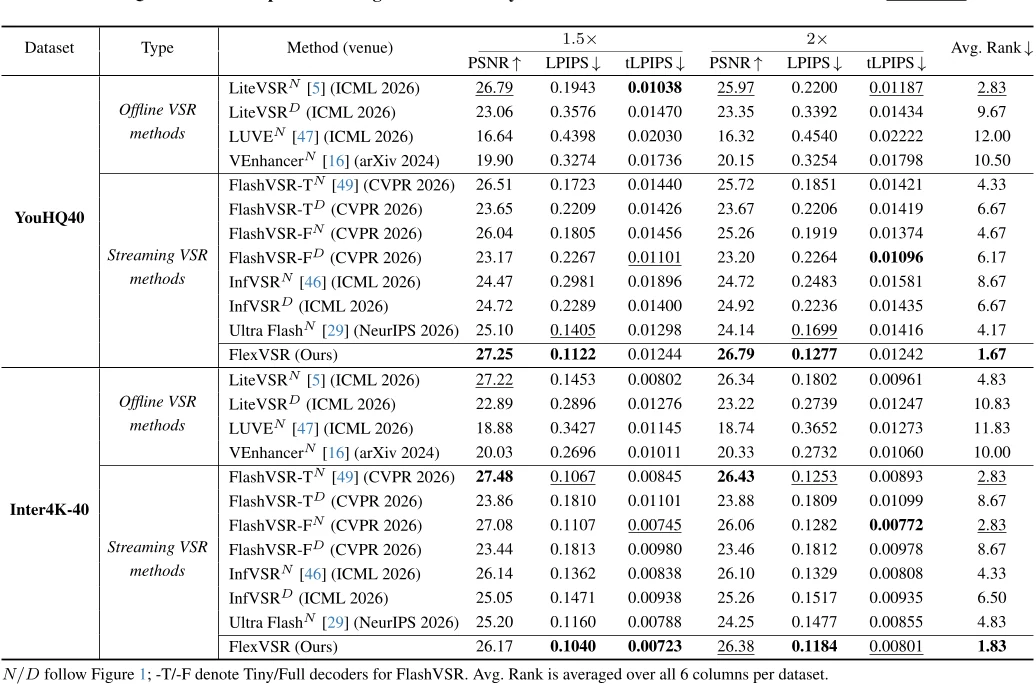 Dataset Type Method (venue) 1.5× 2× Avg. Rank↓
PSNR↑ LPIPS↓ tLPIPS↓ PSNR↑ LPIPS↓ tLPIPS↓
YouHQ40
Offline VSR
methods
LiteVSR^N [5] (ICML 2026) 26.79 0.1943 0.01038 25.97 0.2200 0.01187 2.83
LiteVSR^D (ICML 2026) 23.06 0.3576 0.01470 23.35 0.3392 0.01434 9.67
LUVE^N [47] (ICML 2026) 16.64 0.4398 0.02030 16.32 0.4540 0.02222 12.00
VEnhancer^N [16] (arXiv 2024) 19.90 0.3274 0.01736 20.15 0.3254 0.01798 10.50
Streaming VSR
methods
FlashVSR-T^N [49] (CVPR 2026) 26.51 0.1723 0.01440 25.72 0.1851 0.01421 4.33
FlashVSR-T^D (CVPR 2026) 23.65 0.2209 0.01426 23.67 0.2206 0.01419 6.67
FlashVSR-F^N (CVPR 2026) 26.04 0.1805 0.01456 25.26 0.1919 0.01374 4.67
FlashVSR-F^D (CVPR 2026) 23.17 0.2267 0.01101 23.20 0.2264 0.01096 6.17
InfVSR^N [46] (ICML 2026) 24.47 0.2981 0.01896 24.72 0.2483 0.01581 8.67
InfVSR^D (ICML 2026) 24.72 0.2289 0.01400 24.92 0.2236 0.01435 6.67
Ultra Flash^N [29] (NeurIPS 2026) 25.10 0.1405 0.01298 24.14 0.1699 0.01416 4.17
FlexVSR (Ours) 27.25 0.1122 0.01244 26.79 0.1277 0.01242 1.67
Inter4K-40
Offline VSR
methods
LiteVSR^N [5] (ICML 2026) 27.22 0.1453 0.00802 26.34 0.1802 0.00961 4.83
LiteVSR^D (ICML 2026) 22.89 0.2896 0.01276 23.22 0.2739 0.01247 10.83
LUVE^N [47] (ICML 2026) 18.88 0.3427 0.01145 18.74 0.3652 0.01273 11.83
VEnhancer^N [16] (arXiv 2024) 20.03 0.2696 0.01011 20.33 0.2732 0.01060 10.00
Streaming VSR
methods
FlashVSR-T^N [49] (CVPR 2026) 27.48 0.1067 0.00845 26.43 0.1253 0.00893 2.83
FlashVSR-T^D (CVPR 2026) 23.86 0.1810 0.01101 23.88 0.1809 0.01099 8.67
FlashVSR-F^N (CVPR 2026) 27.08 0.1107 0.00745 26.06 0.1282 0.00772 2.83
FlashVSR-F^D (CVPR 2026) 23.44 0.1813 0.00980 23.46 0.1812 0.00978 8.67
InfVSR^N [46] (ICML 2026) 26.14 0.1362 0.00838 26.10 0.1329 0.00808 4.33
InfVSR^D (ICML 2026) 25.05 0.1471 0.00938 25.26 0.1517 0.00935 6.50
Ultra Flash^N [29] (NeurIPS 2026) 25.20 0.1160 0.00788 24.25 0.1477 0.00855 4.83
FlexVSR (Ours) 26.17 0.1040 0.00723 26.38 0.1184 0.00801 1.83
N/D follow Figure 1; -T/-F denote Tiny/Full decoders for FlashVSR. Avg. Rank is averaged over all 6 columns per dataset.